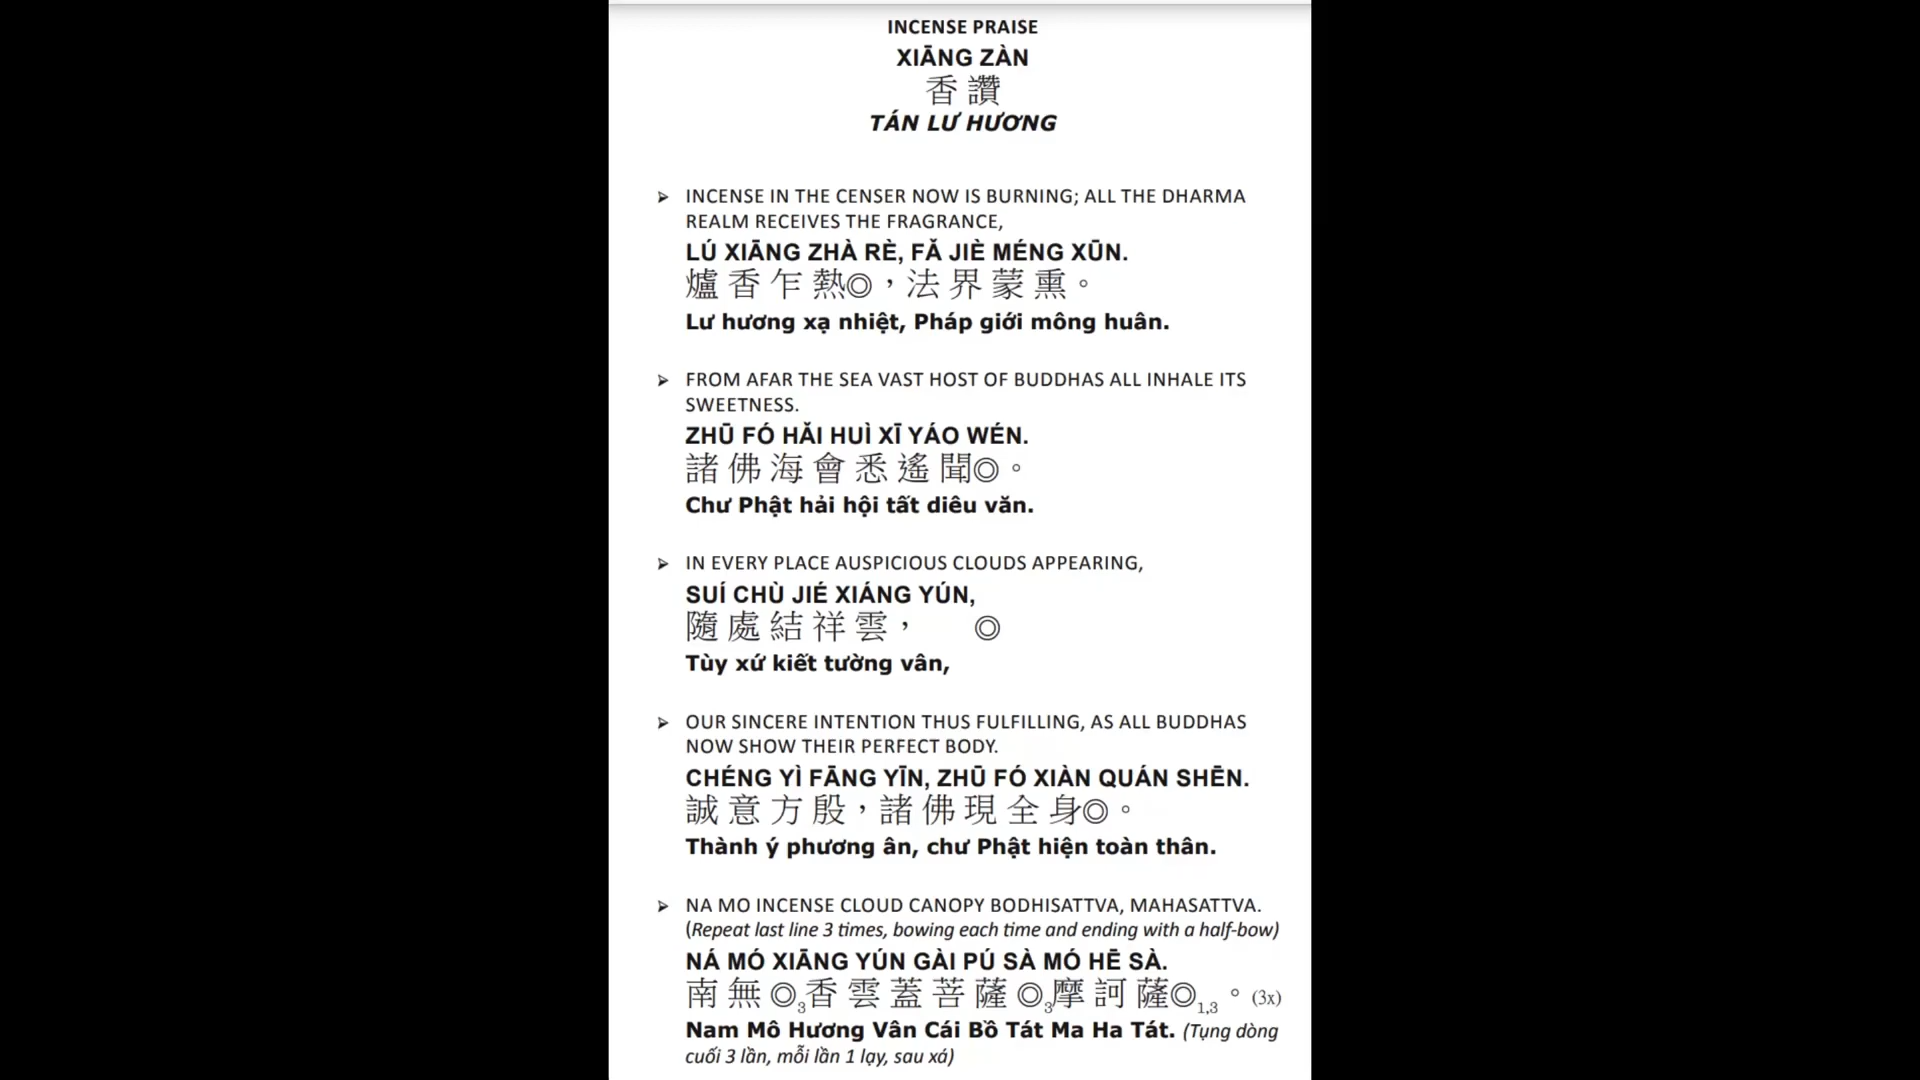 INCENSE PRAISE
XIĀNG ZÀN
香 讚
TÁN LƯ HƯƠNG
➢ INCENSE IN THE CENSER NOW IS BURNING; ALL THE DHARMA
REALM RECEIVES THE FRAGRANCE,
LÚ XIĀNG ZHÀ RÈ, FǍ JIÈ MÉNG XŪN.
爐 香 乍 熱◎，法 界 蒙 熏 。
Lư hương xạ nhiệt, Pháp giới mông huân.
➢ FROM AFAR THE SEA VAST HOST OF BUDDHAS ALL INHALE ITS
SWEETNESS.
ZHŪ FÓ HǍI HUÌ XĪ YÁO WÉN.
諸 佛 海 會 悉 遙 聞◎ 。
Chư Phật hải hội tất diêu văn.
➢ IN EVERY PLACE AUSPICIOUS CLOUDS APPEARING,
SUÍ CHÙ JIÉ XIÁNG YÚN,
隨 處 結 祥 雲， ◎
Tùy xứ kiết tường vân,
➢ OUR SINCERE INTENTION THUS FULFILLING, AS ALL BUDDHAS
NOW SHOW THEIR PERFECT BODY.
CHÉNG YÌ FĀNG YĪN, ZHŪ FÓ XIÀN QUÁN SHĒN.
誠 意 方 殷，諸 佛 現 全 身◎ 。
Thành ý phương ân, chư Phật hiện toàn thân.
➢ NA MO INCENSE CLOUD CANOPY BODHISATTVA, MAHASATTVA.
(Repeat last line 3 times, bowing each time and ending with a half-bow)
NÁ MÓ XIĀNG YÚN GÀI PÚ SÀ MÓ HĒ SÀ.
南 無 ◎3香 雲 蓋 菩 薩 ◎3摩 訶 薩◎1,3 。 (3x)
Nam Mô Hương Vân Cái Bồ Tát Ma Ha Tát. (Tụng dòng
cuối 3 lần, mỗi lần 1 lạy, sau xá)